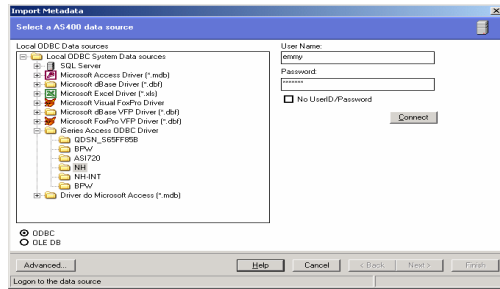 Import Metadata
Select a AS400 data source
Local ODBC Data sources
Local ODBC System Data sources
SQL Server
Microsoft Access Driver (*.mdb)
Microsoft dBase Driver (*.dbf)
Microsoft Excel Driver (*.xls)
Microsoft Visual FoxPro Driver
Microsoft dBase VFP Driver (*.dbf)
Microsoft FoxPro VFP Driver (*.dbf)
iSeries Access ODBC Driver
QDSN_S65FF85B
BPW
ASI720
NH
NH-INT
BPW
Driver do Microsoft Access (*.mdb)
ODBC
OLE DB
User Name:
emmy
Password:
*******
No UserID/Password
Connect
Advanced...
Help
Cancel
< Back
Next >
Finish
Logon to the data source